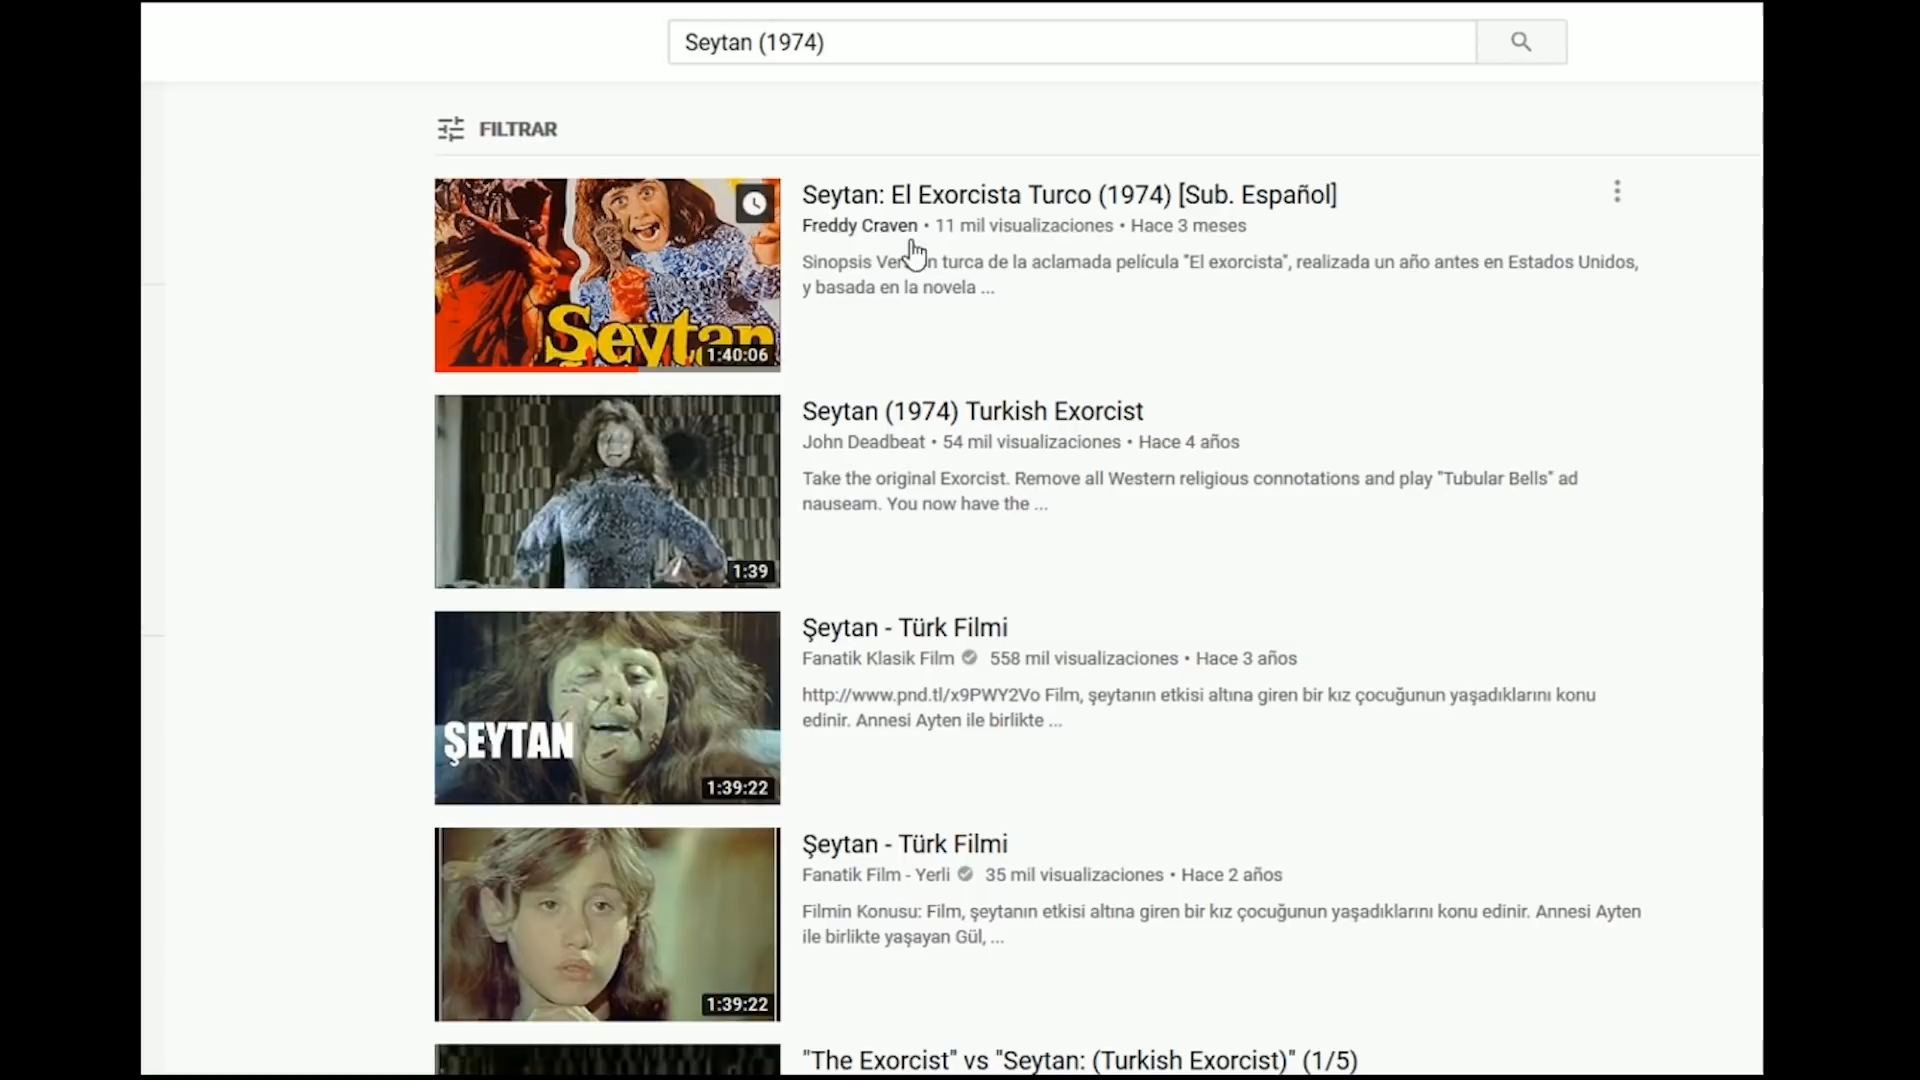 Seytan (1974)
FILTRAR
Şeytan
1:40:06
Seytan: El Exorcista Turco (1974) [Sub. Español]
Freddy Craven • 11 mil visualizaciones • Hace 3 meses
Sinopsis turca de la aclamada película "El exorcista", realizada un año antes en Estados Unidos,
y basada en la novela ...
1:39
Seytan (1974) Turkish Exorcist
John Deadbeat • 54 mil visualizaciones • Hace 4 años
Take the original Exorcist. Remove all Western religious connotations and play "Tubular Bells" ad
nauseam. You now have the ...
ŞEYTAN
1:39:22
Şeytan - Türk Filmi
Fanatik Klasik Film 558 mil visualizaciones • Hace 3 años
http://www.pnd.tl/x9PWY2Vo Film, şeytanın etkisi altına giren bir kız çocuğunun yaşadıklarını konu
edinir. Annesi Ayten ile birlikte ...
1:39:22
Şeytan - Türk Filmi
Fanatik Film - Yerli 35 mil visualizaciones • Hace 2 años
Filmin Konusu: Film, şeytanın etkisi altına giren bir kız çocuğunun yaşadıklarını konu edinir. Annesi Ayten
ile birlikte yaşayan Gül, ...
"The Exorcist" vs "Seytan: (Turkish Exorcist)" (1/5)